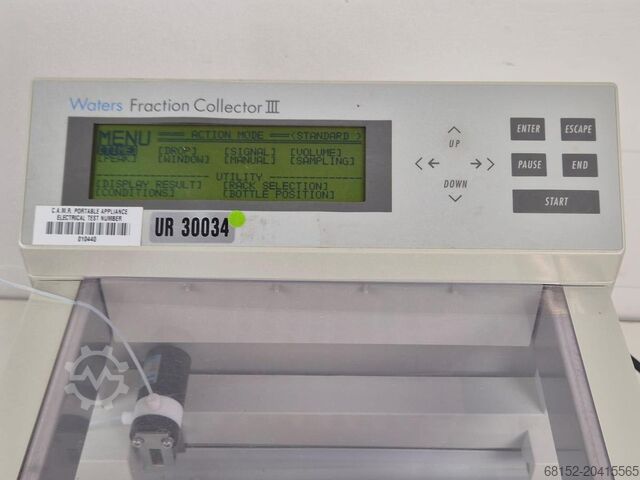 Waters Fraction Collector III
MENU ACTION MODE (STANDARD)
[TIME] [DROP] [SIGNAL] [VOLUME]
[PEAK] [WINDOW] [MANUAL] [SAMPLING]
UTILITY
[DISPLAY RESULT] [RACK SELECTION]
[CONDITIONS] [BOTTLE POSITION]
UP
DOWN
ENTER ESCAPE
PAUSE END
START
C.A.M.R. PORTABLE APPLIANCE
ELECTRICAL TEST NUMBER
010440
UR 30034
68152-20415565